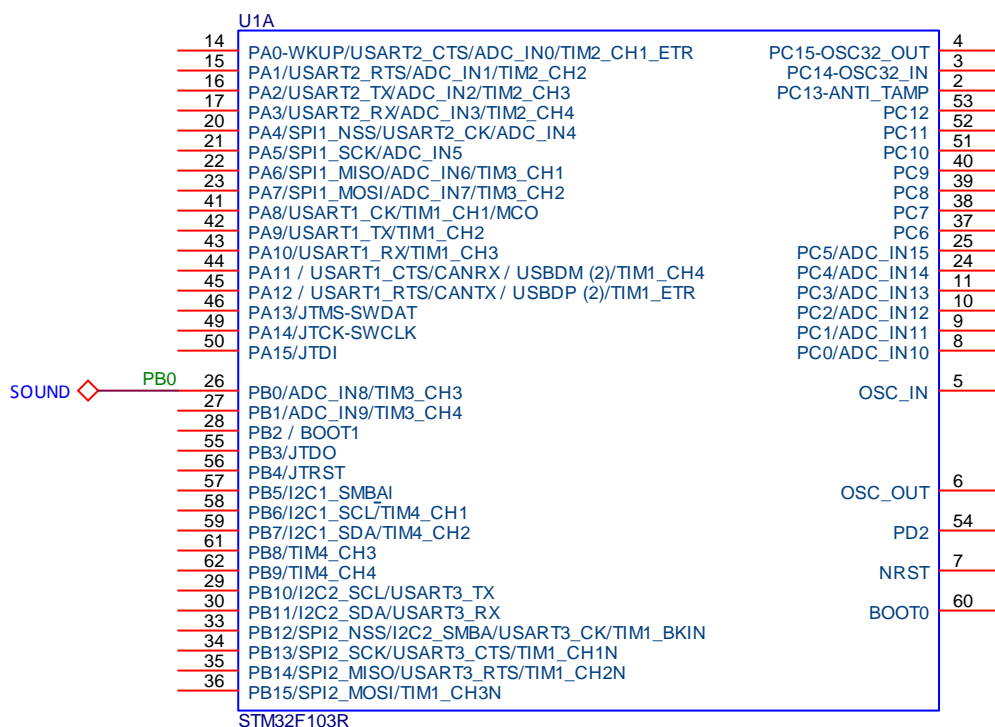 U1A
14 PA0-WKUP/USART2_CTS/ADC_IN0/TIM2_CH1_ETR PC15-OSC32_OUT 4
15 PA1/USART2_RTS/ADC_IN1/TIM2_CH2 PC14-OSC32_IN 3
16 PA2/USART2_TX/ADC_IN2/TIM2_CH3 PC13-ANTI_TAMP 2
17 PA3/USART2_RX/ADC_IN3/TIM2_CH4 PC12 53
20 PA4/SPI1_NSS/USART2_CK/ADC_IN4 PC11 52
21 PA5/SPI1_SCK/ADC_IN5 PC10 51
22 PA6/SPI1_MISO/ADC_IN6/TIM3_CH1 PC9 40
23 PA7/SPI1_MOSI/ADC_IN7/TIM3_CH2 PC8 39
41 PA8/USART1_CK/TIM1_CH1/MCO PC7 38
42 PA9/USART1_TX/TIM1_CH2 PC6 37
43 PA10/USART1_RX/TIM1_CH3 PC5/ADC_IN15 25
44 PA11 / USART1_CTS/CANRX / USBDM (2)/TIM1_CH4 PC4/ADC_IN14 24
45 PA12 / USART1_RTS/CANTX / USBDP (2)/TIM1_ETR PC3/ADC_IN13 11
46 PA13/JTMS-SWDAT PC2/ADC_IN12 10
49 PA14/JTCK-SWCLK PC1/ADC_IN11 9
50 PA15/JTDI PC0/ADC_IN10 8
SOUND PB0 26 PB0/ADC_IN8/TIM3_CH3 OSC_IN 5
27 PB1/ADC_IN9/TIM3_CH4
28 PB2 / BOOT1
55 PB3/JTDO
56 PB4/JTRST
57 PB5/I2C1_SMBAI OSC_OUT 6
58 PB6/I2C1_SCL/TIM4_CH1
59 PB7/I2C1_SDA/TIM4_CH2 PD2 54
61 PB8/TIM4_CH3
62 PB9/TIM4_CH4 NRST 7
29 PB10/I2C2_SCL/USART3_TX
30 PB11/I2C2_SDA/USART3_RX BOOT0 60
33 PB12/SPI2_NSS/I2C2_SMBA/USART3_CK/TIM1_BKIN
34 PB13/SPI2_SCK/USART3_CTS/TIM1_CH1N
35 PB14/SPI2_MISO/USART3_RTS/TIM1_CH2N
36 PB15/SPI2_MOSI/TIM1_CH3N
STM32F103R